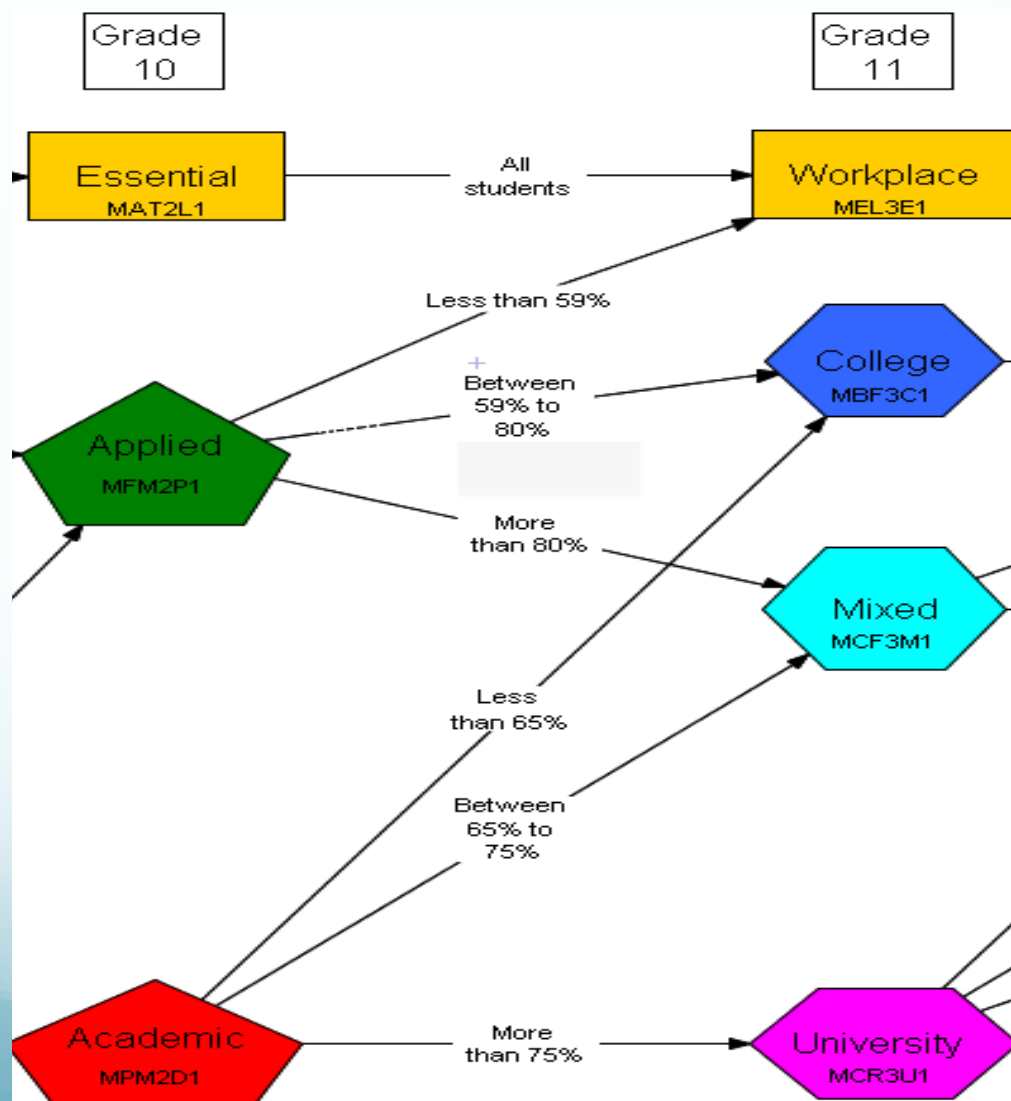 Grade
10
Grade
11
Essential
MAT2L1
All
students
Workplace
MEL3E1
Less than 59%
Applied
MFM2P1
Between
59% to
80%
College
MBF3C1
More
than 80%
Mixed
MCF3M1
Less
than 65%
Between
65% to
75%
Academic
MPM2D1
More
than 75%
University
MCR3U1